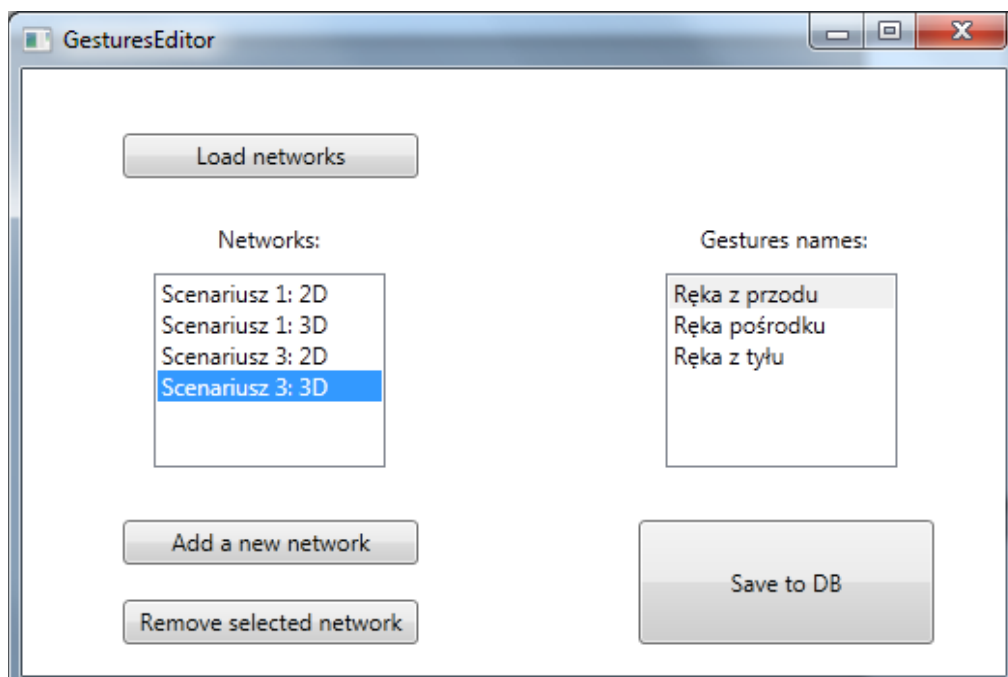 GesturesEditor
Load networks
Networks:
Scenariusz 1: 2D
Scenariusz 1: 3D
Scenariusz 3: 2D
Scenariusz 3: 3D
Add a new network
Remove selected network
Gestures names:
Ręka z przodu
Ręka pośrodku
Ręka z tyłu
Save to DB